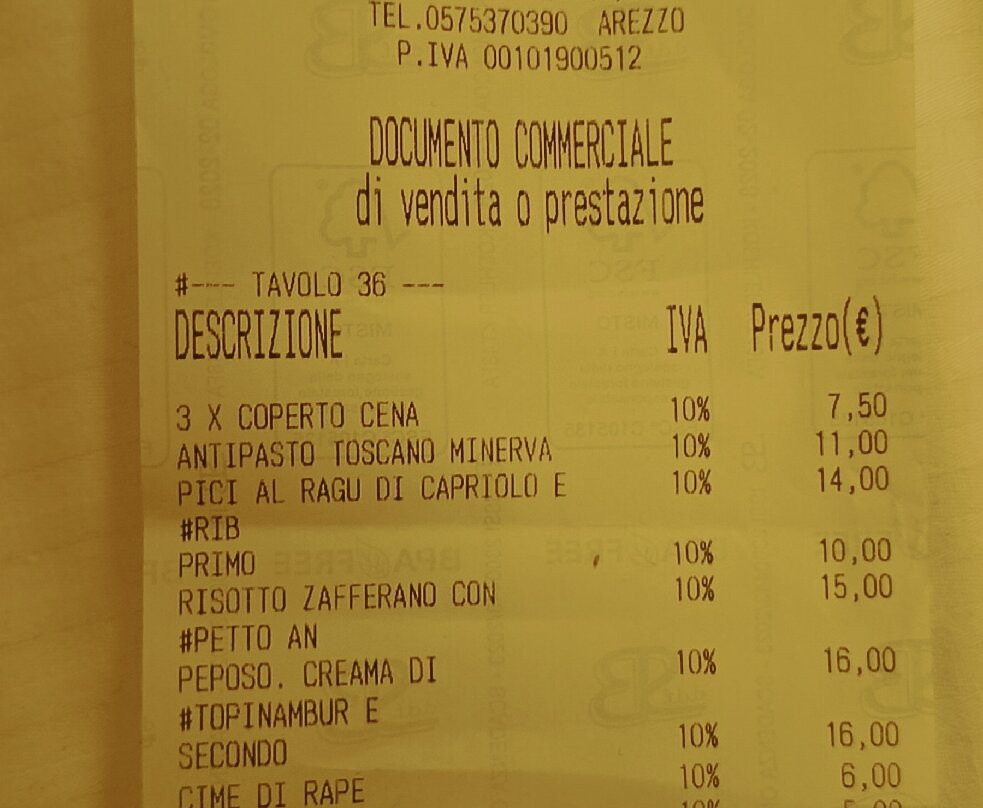 TEL.0575370390 AREZZO
P.IVA 00101900512
DOCUMENTO COMMERCIALE
di vendita o prestazione
#--- TAVOLO 36 ---
DESCRIZIONE IVA Prezzo(€)
3 X COPERTO CENA 10% 7,50
ANTIPASTO TOSCANO MINERVA 10% 11,00
PICI AL RAGU DI CAPRIOLO E 10% 14,00
#RIB
PRIMO 10% 10,00
RISOTTO ZAFFERANO CON 10% 15,00
#PETTO AN
PEPOSO. CREAMA DI 10% 16,00
#TOPINAMBUR E
SECONDO 10% 16,00
CIME DI RAPE 10% 6,00